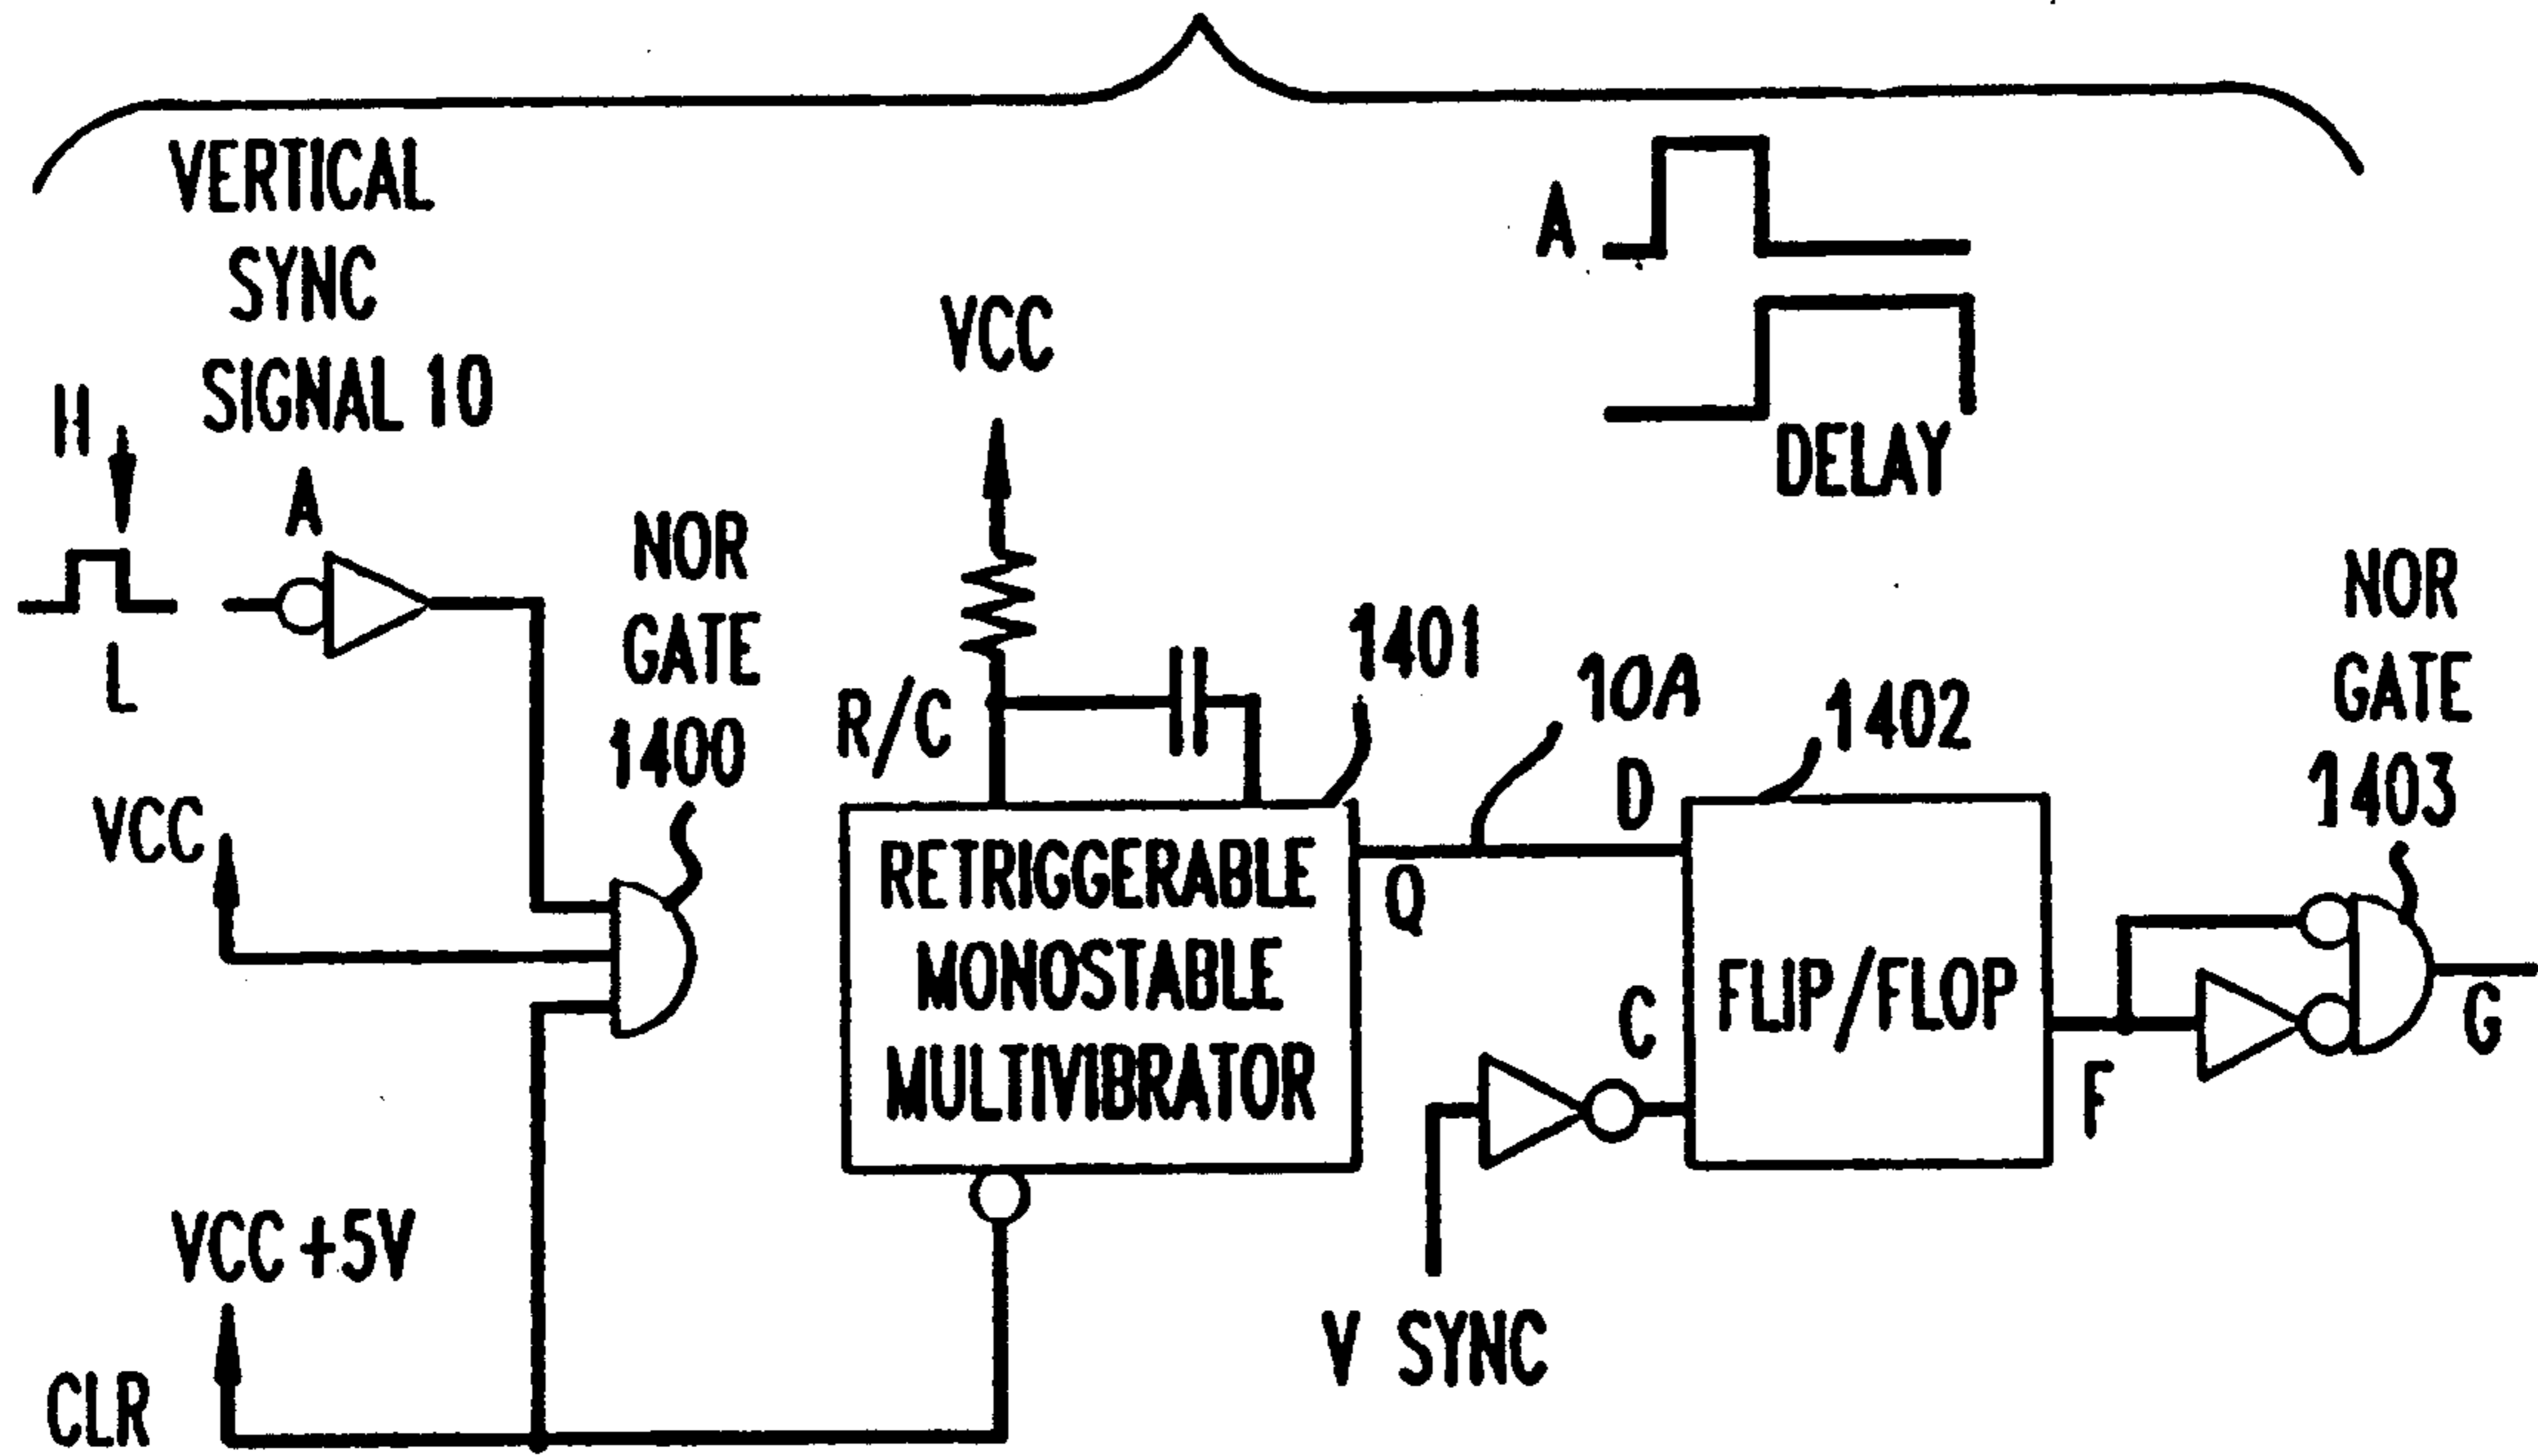 VERTICAL
SYNC
SIGNAL 10
H
A
L
A
DELAY
VCC
NOR
GATE
1400
R/C
1401
10A
1402
NOR
GATE
1403
VCC
D
RETRIGGERABLE
MONOSTABLE
MULTIVIBRATOR
Q
C
FLIP/FLOP
F
G
VCC +5V
V SYNC
CLR